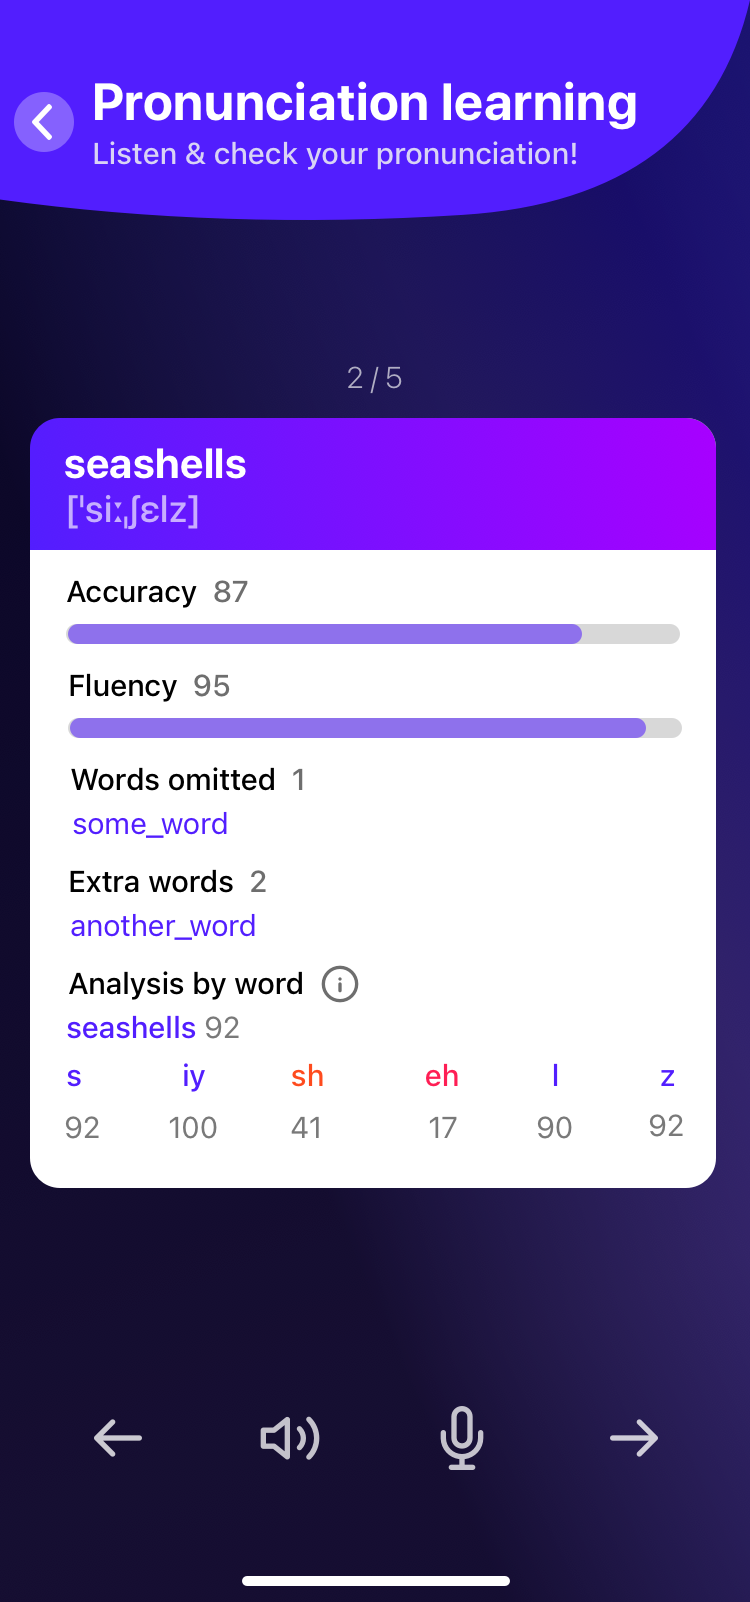 Pronunciation learning
Listen & check your pronunciation!
2/5
seashells
[ˈsiːˌʃɛlz]
Accuracy 87
Fluency 95
Words omitted 1
some_word
Extra words 2
another_word
Analysis by word
seashells 92
s iy sh eh l z
92 100 41 17 90 92